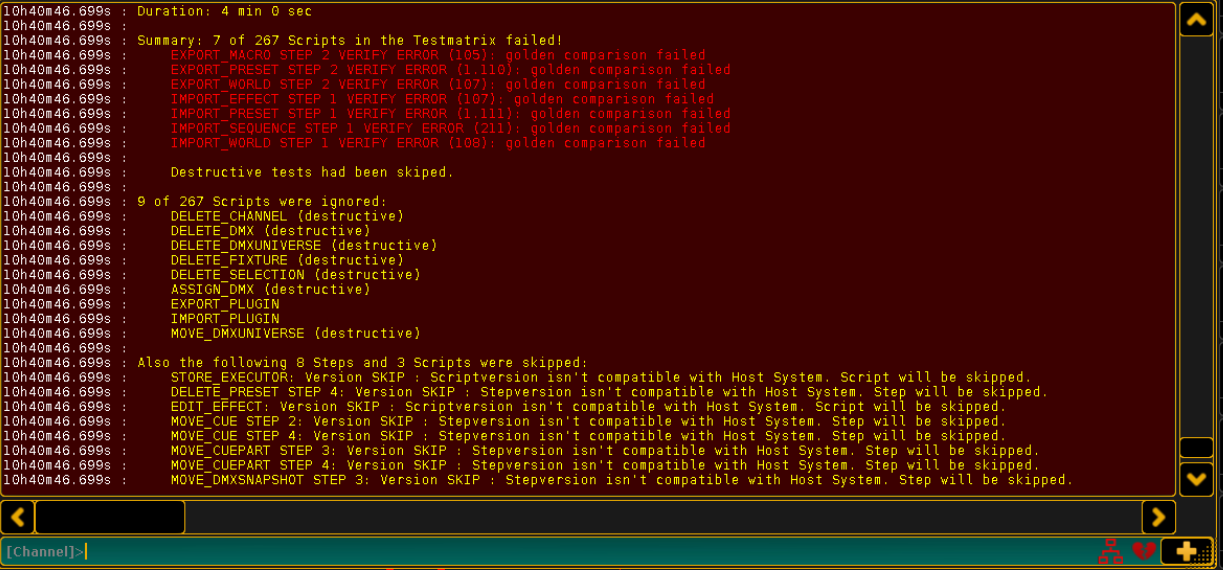 10h40m46.699s : Duration: 4 min 0 sec
10h40m46.699s :
10h40m46.699s : Summary: 7 of 267 Scripts in the Testmatrix failed!
10h40m46.699s : EXPORT_MACRO STEP 2 VERIFY ERROR (105): golden comparison failed
10h40m46.699s : EXPORT_PRESET STEP 2 VERIFY ERROR (1.110): golden comparison failed
10h40m46.699s : EXPORT_WORLD STEP 2 VERIFY ERROR (107): golden comparison failed
10h40m46.699s : IMPORT_EFFECT STEP 1 VERIFY ERROR (107): golden comparison failed
10h40m46.699s : IMPORT_PRESET STEP 1 VERIFY ERROR (1.111): golden comparison failed
10h40m46.699s : IMPORT_SEQUENCE STEP 1 VERIFY ERROR (211): golden comparison failed
10h40m46.699s : IMPORT_WORLD STEP 1 VERIFY ERROR (108): golden comparison failed
10h40m46.699s :
10h40m46.699s : Destructive tests had been skiped.
10h40m46.699s :
10h40m46.699s : 9 of 267 Scripts were ignored:
10h40m46.699s : DELETE_CHANNEL (destructive)
10h40m46.699s : DELETE_DMX (destructive)
10h40m46.699s : DELETE_DMXUNIVERSE (destructive)
10h40m46.699s : DELETE_FIXTURE (destructive)
10h40m46.699s : DELETE_SELECTION (destructive)
10h40m46.699s : ASSIGN_DMX (destructive)
10h40m46.699s : EXPORT_PLUGIN
10h40m46.699s : IMPORT_PLUGIN
10h40m46.699s : MOVE_DMXUNIVERSE (destructive)
10h40m46.699s :
10h40m46.699s : Also the following 8 Steps and 3 Scripts were skipped:
10h40m46.699s : STORE_EXECUTOR: Version SKIP : Scriptversion isn't compatible with Host System. Script will be skipped.
10h40m46.699s : DELETE_PRESET STEP 4: Version SKIP : Stepversion isn't compatible with Host System. Step will be skipped.
10h40m46.699s : EDIT_EFFECT: Version SKIP : Scriptversion isn't compatible with Host System. Script will be skipped.
10h40m46.699s : MOVE_CUE STEP 2: Version SKIP : Stepversion isn't compatible with Host System. Step will be skipped.
10h40m46.699s : MOVE_CUE STEP 4: Version SKIP : Stepversion isn't compatible with Host System. Step will be skipped.
10h40m46.699s : MOVE_CUEPART STEP 3: Version SKIP : Stepversion isn't compatible with Host System. Step will be skipped.
10h40m46.699s : MOVE_CUEPART STEP 4: Version SKIP : Stepversion isn't compatible with Host System. Step will be skipped.
10h40m46.699s : MOVE_DMXSNAPSHOT STEP 3: Version SKIP : Stepversion isn't compatible with Host System. Step will be skipped.
[Channel]>